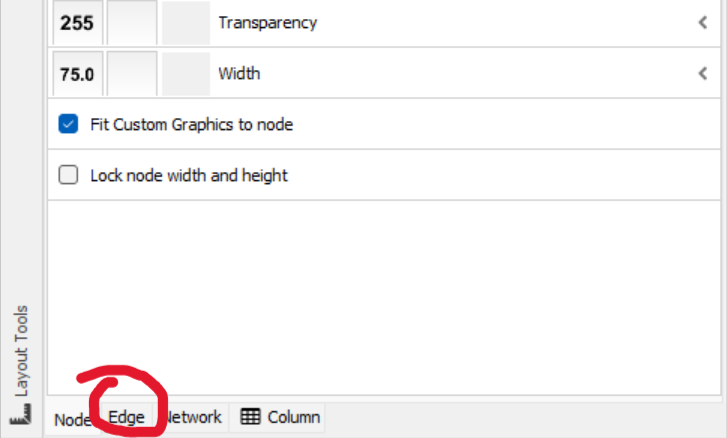 255 Transparency
75.0 Width
Fit Custom Graphics to node
Lock node width and height
Layout Tools
Node Edge Network Column